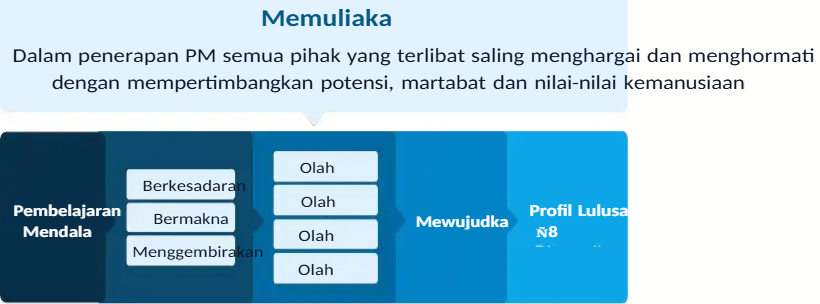 Memuliaka
Dalam penerapan PM semua pihak yang terlibat saling menghargai dan menghormati
dengan mempertimbangkan potensi, martabat dan nilai-nilai kemanusiaan
Pembelajaran
Mendala
Berkesadaran
Bermakna
Menggembirakan
Olah
Olah
Olah
Olah
Mewujudka
Profil Lulusa
Ñ8